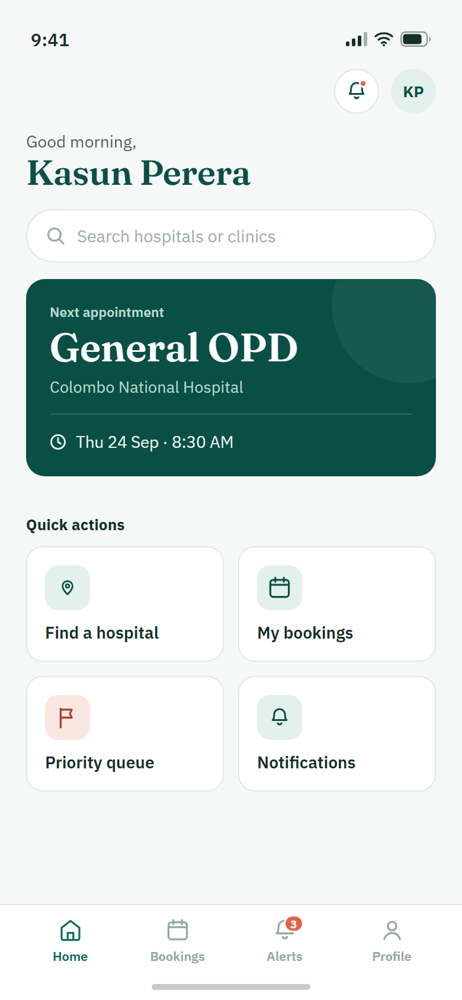 9:41
KP
Good morning,
Kasun Perera
Search hospitals or clinics
Next appointment
General OPD
Colombo National Hospital
Thu 24 Sep · 8:30 AM
Quick actions
Find a hospital
My bookings
Priority queue
Notifications
3
Home
Bookings
Alerts
Profile